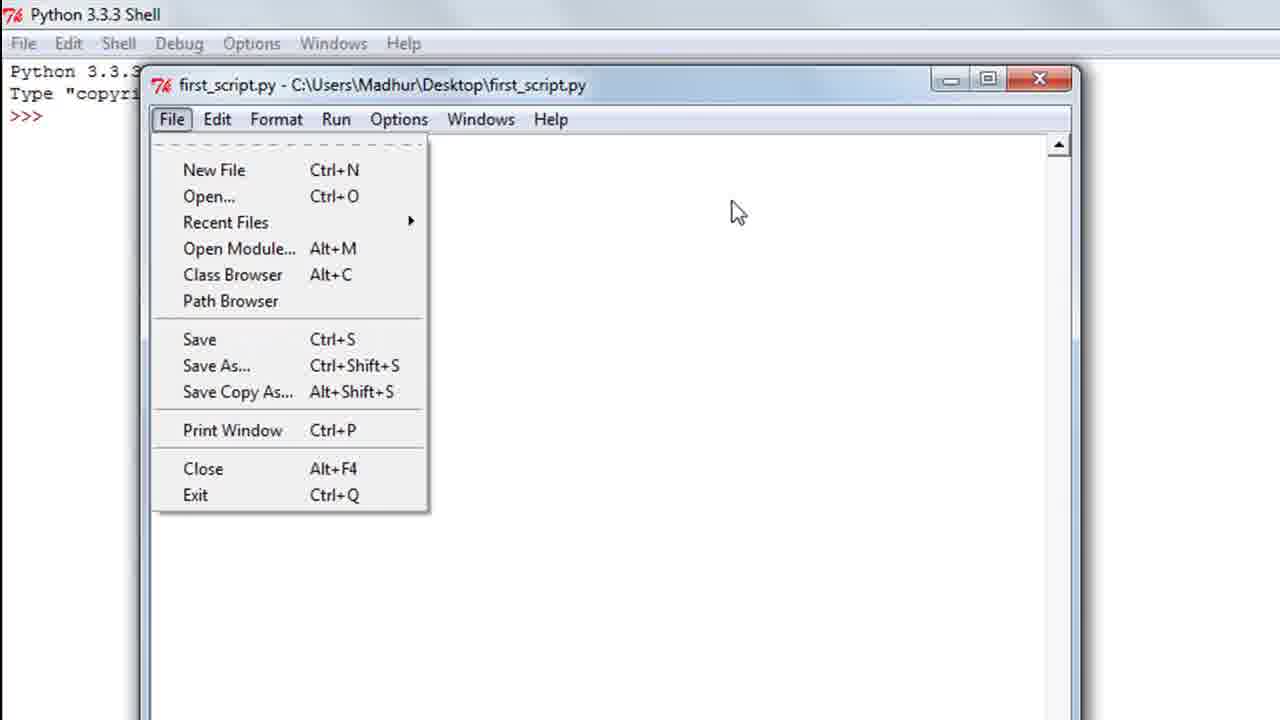 Python 3.3.3 Shell
File Edit Shell Debug Options Windows Help
Python 3.3.3
Type "copyri
>>>
first_script.py - C:\Users\Madhur\Desktop\first_script.py
File Edit Format Run Options Windows Help
New File Ctrl+N
Open... Ctrl+O
Recent Files
Open Module... Alt+M
Class Browser Alt+C
Path Browser
Save Ctrl+S
Save As... Ctrl+Shift+S
Save Copy As... Alt+Shift+S
Print Window Ctrl+P
Close Alt+F4
Exit Ctrl+Q